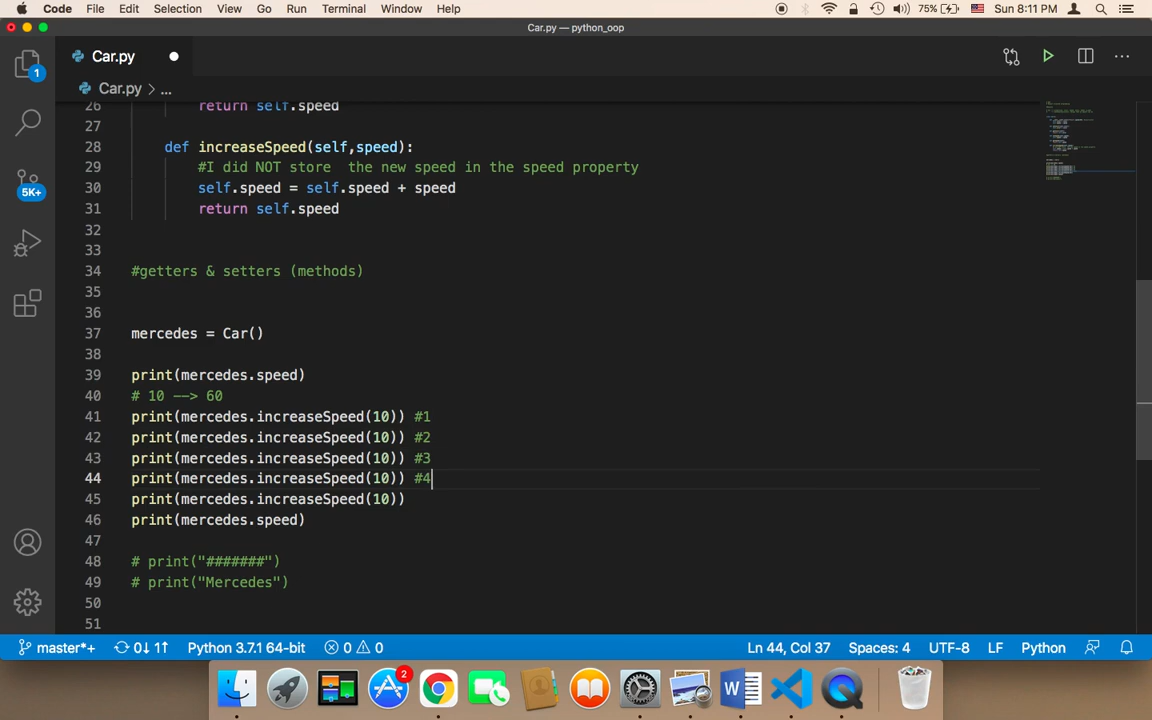 Code File Edit Selection View Go Run Terminal Window Help 75% Sun 8:11 PM
Car.py — python_oop
1 Car.py
Car.py > ...
26 return self.speed
27
28 def increaseSpeed(self,speed):
29 #I did NOT store  the new speed in the speed property
30 self.speed = self.speed + speed
31 return self.speed
32
33
34 #getters & setters (methods)
35
36
37 mercedes = Car()
38
39 print(mercedes.speed)
40 # 10 --> 60
41 print(mercedes.increaseSpeed(10)) #1
42 print(mercedes.increaseSpeed(10)) #2
43 print(mercedes.increaseSpeed(10)) #3
44 print(mercedes.increaseSpeed(10)) #4
45 print(mercedes.increaseSpeed(10))
46 print(mercedes.speed)
47
48 # print("#######")
49 # print("Mercedes")
50
51
5K+
master*+ 0↓ 1↑ Python 3.7.1 64-bit 0 0 Ln 44, Col 37 Spaces: 4 UTF-8 LF Python
2